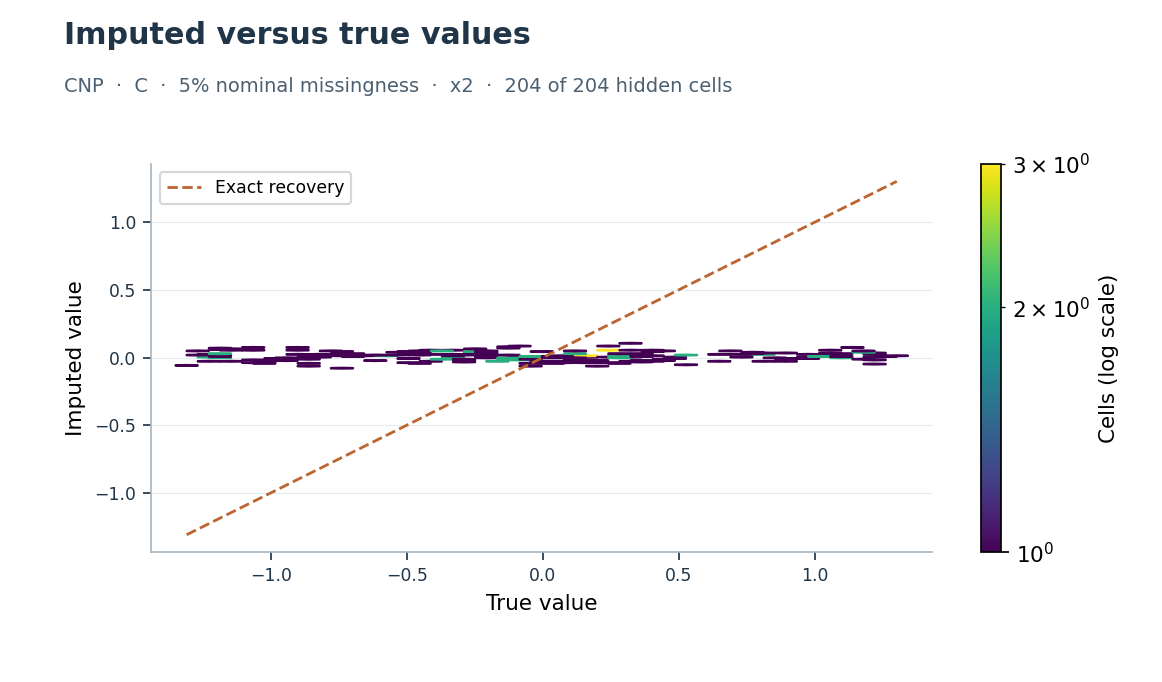 Imputed versus true values
CNP · C · 5% nominal missingness · x2 · 204 of 204 hidden cells
Exact recovery
Imputed value
1.0
0.5
0.0
−0.5
−1.0
−1.0 −0.5 0.0 0.5 1.0
True value
3 × 10⁰
2 × 10⁰
10⁰
Cells (log scale)